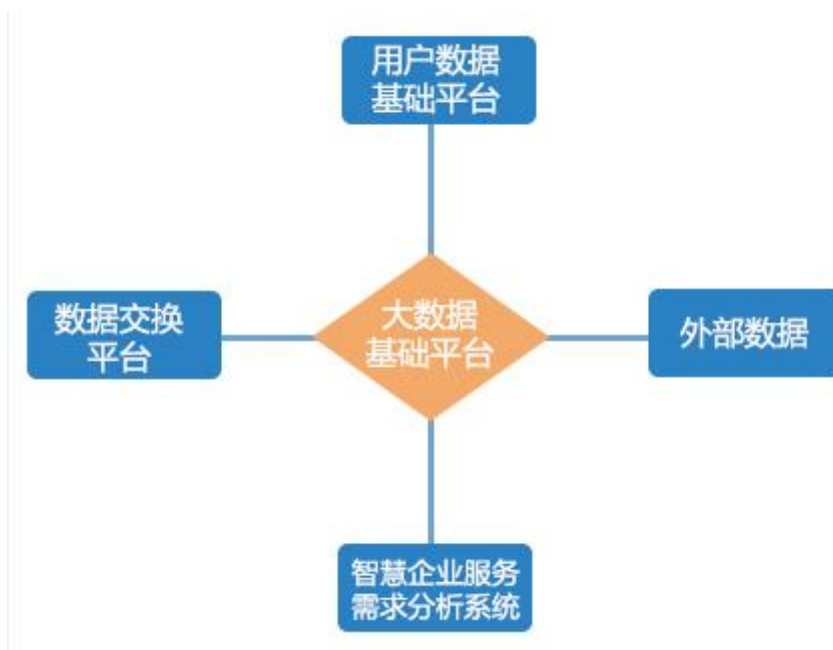 用户数据
基础平台
数据交换
平台
大数据
基础平台
外部数据
智慧企业服务
需求分析系统